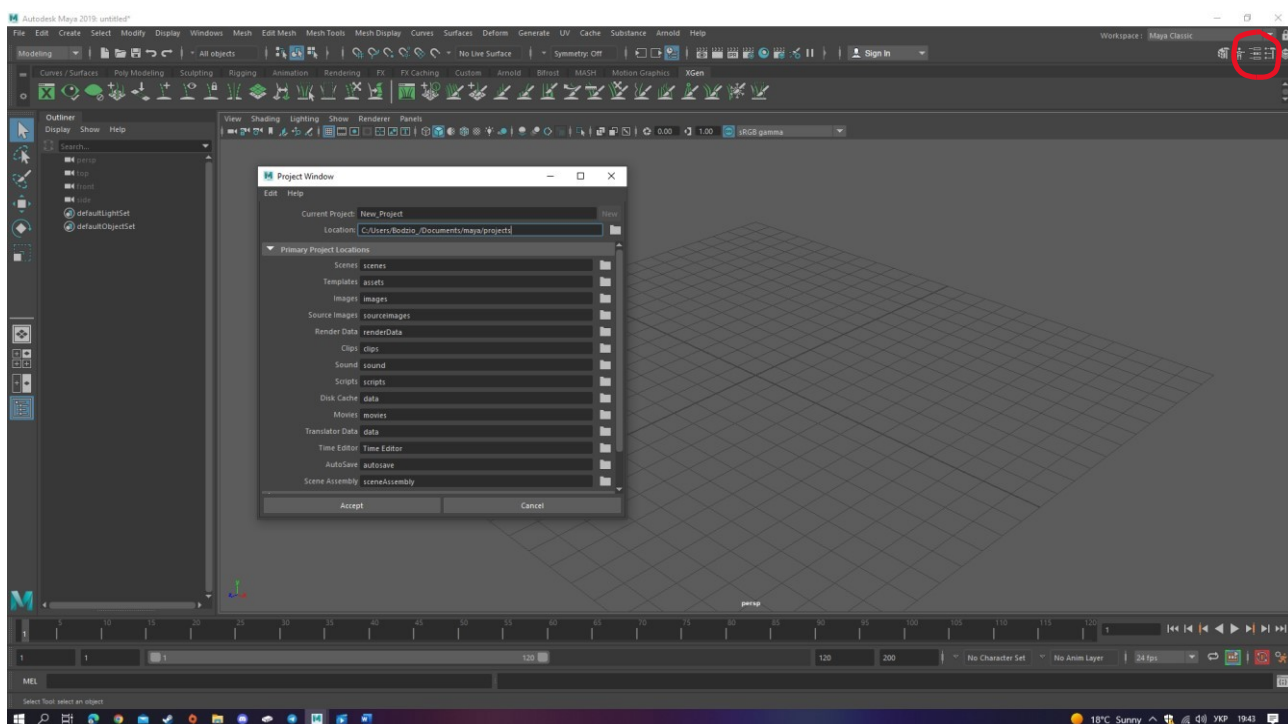 Autodesk Maya 2019: untitled*
File Edit Create Select Modify Display Windows Mesh Edit Mesh Mesh Tools Mesh Display Curves Surfaces Deform Generate UV Cache Substance Arnold Help
Workspace: Maya Classic
Modeling All objects No Live Surface Symmetry: Off Sign In
Curves / Surfaces Poly Modeling Sculpting Rigging Animation Rendering FX FX Caching Custom Arnold Bifrost MASH Motion Graphics XGen
Outliner
Display Show Help
Search...
persp
top
front
side
defaultLightSet
defaultObjectSet
View Shading Lighting Show Renderer Panels
0.00 1.00 sRGB gamma
Project Window
Edit Help
Current Project: New_Project New
Location: C:/Users/Bodzio_/Documents/maya/projects
Primary Project Locations
Scenes scenes
Templates assets
Images images
Source Images sourceimages
Render Data renderData
Clips clips
Sound sound
Scripts scripts
Disk Cache data
Movies movies
Translator Data data
Time Editor Time Editor
AutoSave autosave
Scene Assembly sceneAssembly
Accept Cancel
persp
5 10 15 20 25 30 35 40 45 50 55 60 65 70 75 80 85 90 95 100 105 110 115 120
1 1
1 1 1 120 120 200 No Character Set No Anim Layer 24 fps
MEL
Select Tool: select an object
18°C Sunny УКР 19:43